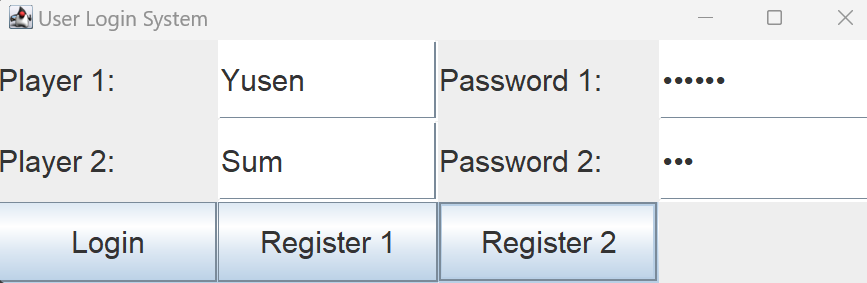 User Login System
Player 1: Yusen Password 1: ••••••
Player 2: Sum Password 2: •••
Login Register 1 Register 2